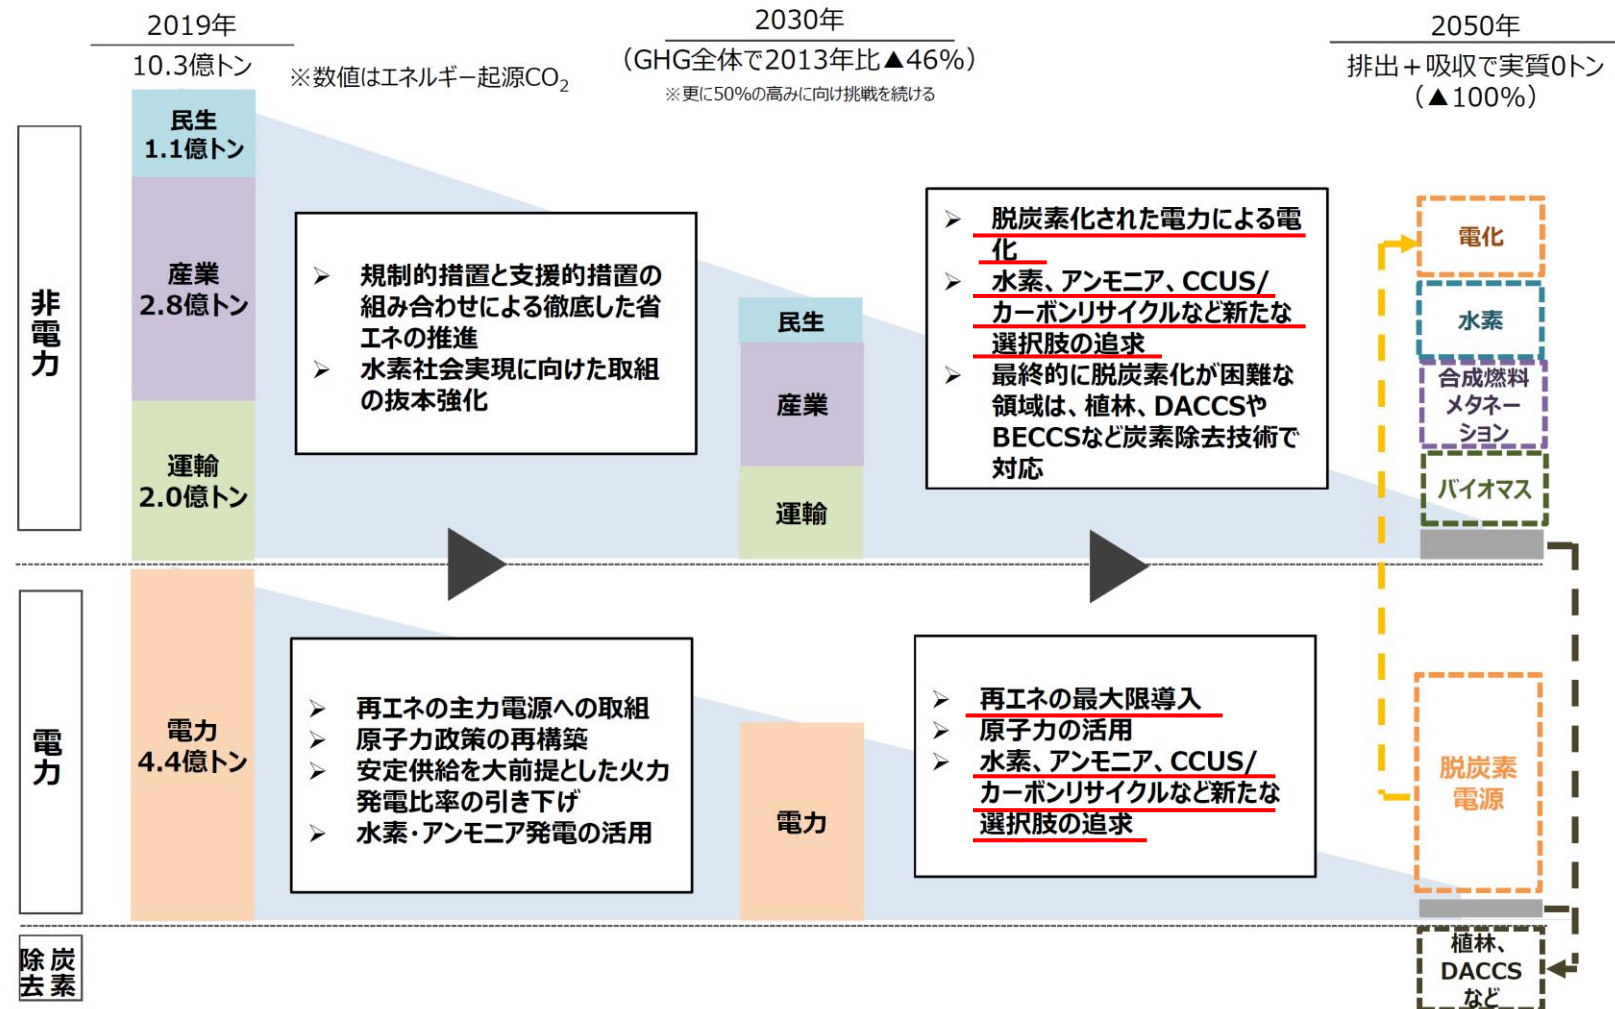 2019年
10.3億トン
※数値はエネルギー起源CO₂
2030年
(GHG全体で2013年比▲46%)
※更に50%の高みに向け挑戦を続ける
2050年
排出+吸収で実質0トン
(▲100%)
非電力
民生
1.1億トン
産業
2.8億トン
運輸
2.0億トン
➢ 規制的措置と支援的措置の
組み合わせによる徹底した省
エネの推進
➢ 水素社会実現に向けた取組
の抜本強化
民生
産業
運輸
➢ 脱炭素化された電力による電
化
➢ 水素、アンモニア、CCUS/
カーボンリサイクルなど新たな
選択肢の追求
➢ 最終的に脱炭素化が困難な
領域は、植林、DACCSや
BECCSなど炭素除去技術で
対応
電化
水素
合成燃料
メタネー
ション
バイオマス
電力
電力
4.4億トン
➢ 再エネの主力電源への取組
➢ 原子力政策の再構築
➢ 安定供給を大前提とした火力
発電比率の引き下げ
➢ 水素・アンモニア発電の活用
電力
➢ 再エネの最大限導入
➢ 原子力の活用
➢ 水素、アンモニア、CCUS/
カーボンリサイクルなど新たな
選択肢の追求
脱炭素
電源
炭素
除去
植林、
DACCS
など